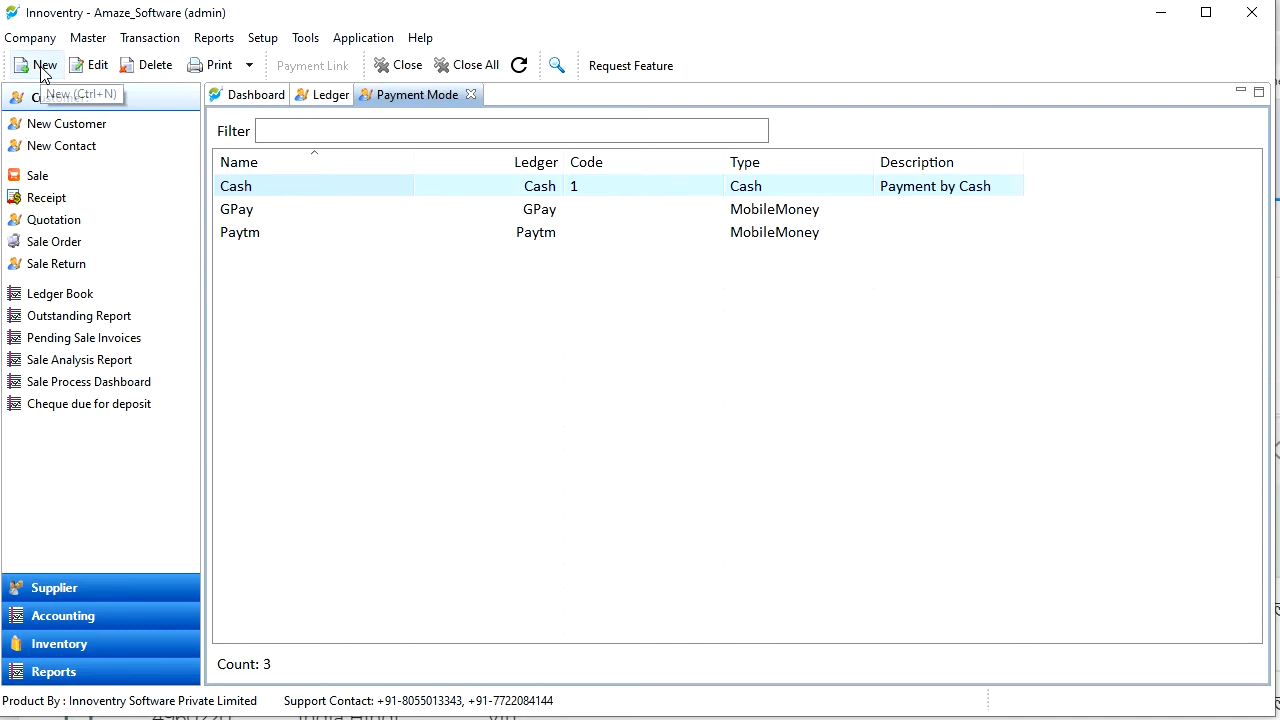 Innoventry - Amaze_Software (admin)
Company Master Transaction Reports Setup Tools Application Help
New Edit Delete Print Payment Link Close Close All Request Feature
New (Ctrl+N)
Dashboard Ledger Payment Mode
New Customer
New Contact
Sale
Receipt
Quotation
Sale Order
Sale Return
Ledger Book
Outstanding Report
Pending Sale Invoices
Sale Analysis Report
Sale Process Dashboard
Cheque due for deposit
Supplier
Accounting
Inventory
Reports
Filter
Name Ledger Code Type Description
Cash Cash 1 Cash Payment by Cash
GPay GPay MobileMoney
Paytm Paytm MobileMoney
Count: 3
Product By : Innoventry Software Private Limited Support Contact: +91-8055013343, +91-7722084144